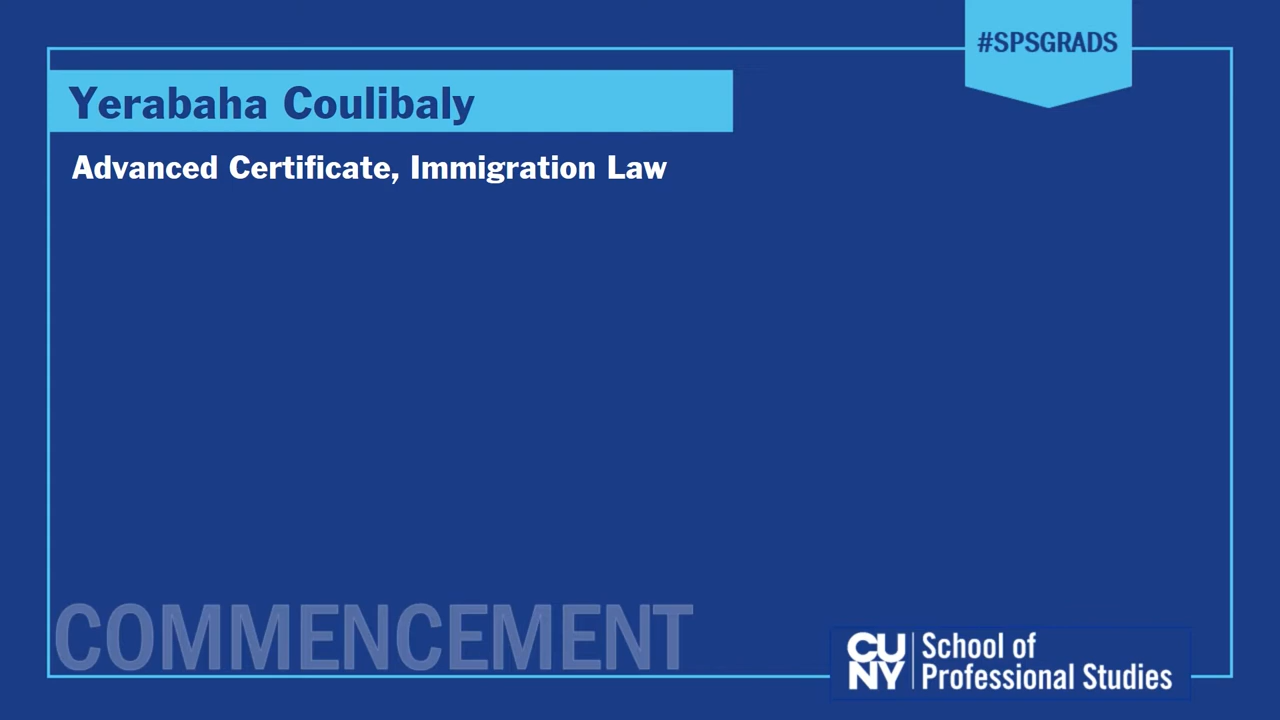 #SPSGRADS
Yerabaha Coulibaly
Advanced Certificate, Immigration Law
COMMENCEMENT
CU
NY
School of
Professional Studies